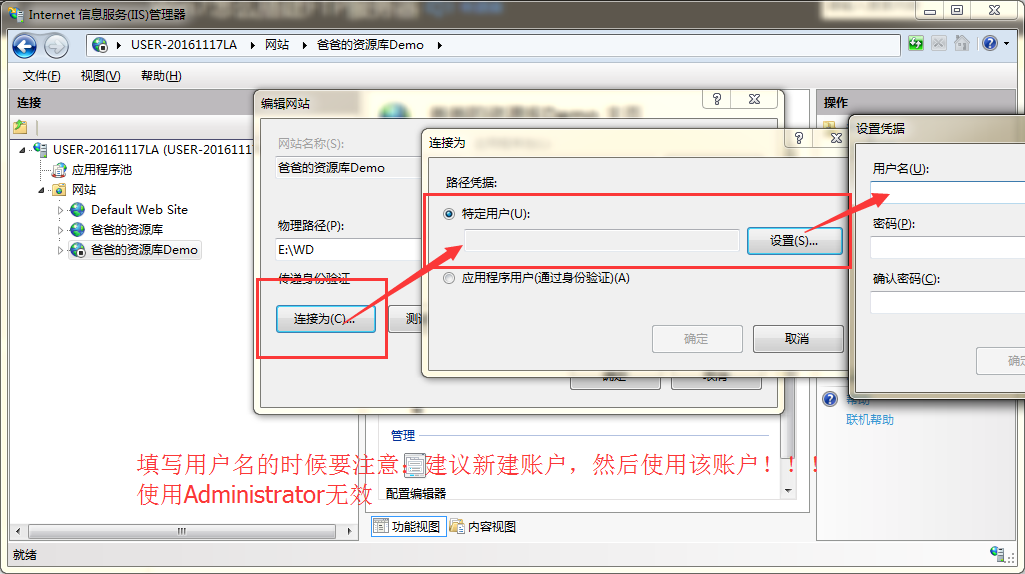 Internet 信息服务(IIS)管理器
USER-20161117LA
网站
爸爸的资源库Demo
文件(F)
视图(V)
帮助(H)
连接
USER-20161117LA (USER-201611
应用程序池
网站
Default Web Site
爸爸的资源库
爸爸的资源库Demo
编辑网站
网站名称(S):
爸爸的资源库Demo
物理路径(P):
E:\WD
传递身份验证
连接为(C)...
测
连接为
路径凭据:
特定用户(U):
设置(S)...
应用程序用户(通过身份验证)(A)
确定
取消
操作
设置凭据
用户名(U):
密码(P):
确认密码(C):
确定
帮助
联机帮助
管理
填写用户名的时候要注意：建议新建账户，然后使用该账户！！！
使用Administrator无效
配置编辑器
功能视图
内容视图
就绪